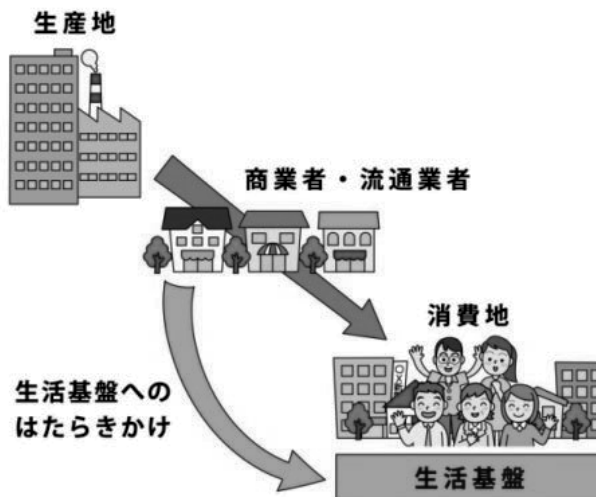 生産地
商業者・流通業者
消費地
生活基盤への
はたらきかけ
生活基盤